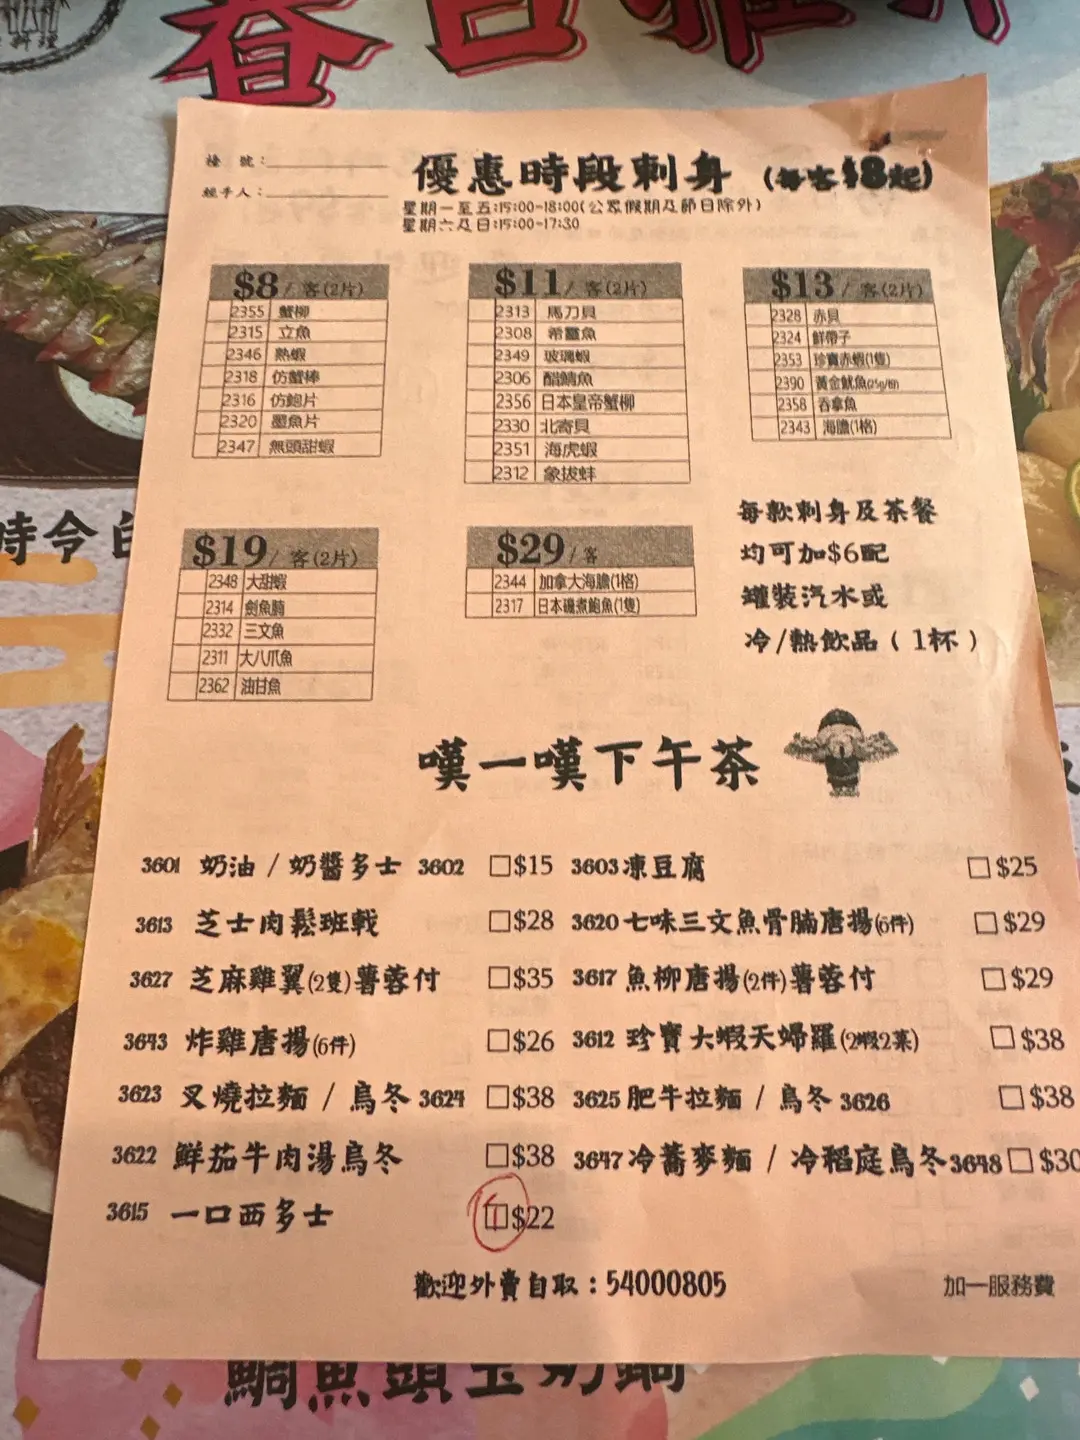 料理
檯號：
經手人：
優惠時段刺身（每客$8起）
星期一至五:15:00-18:00(公眾假期及節日除外)
星期六及日:15:00-17:30
$8/ 客(2片)
2355 蟹柳
2315 立魚
2346 熟蝦
2318 仿蟹棒
2316 仿鮑片
2320 墨魚片
2347 無頭甜蝦
$11/ 客(2片)
2313 馬刀貝
2308 希靈魚
2349 玻璃蝦
2306 醋鯖魚
2356 日本皇帝蟹柳
2330 北寄貝
2351 海虎蝦
2312 象拔蚌
$13/ 客(2片)
2328 赤貝
2324 鮮帶子
2353 珍寶赤蝦(1隻)
2390 黃金魷魚(25g/份)
2358 吞拿魚
2343 海膽(1格)
$19/ 客(2片)
2348 大甜蝦
2314 劍魚腩
2332 三文魚
2311 大八爪魚
2362 油甘魚
$29/ 客
2344 加拿大海膽(1格)
2317 日本磯煮鮑魚(1隻)
每款刺身及茶餐
均可加$6配
罐裝汽水或
冷/熱飲品（1杯）
時令
嘆一嘆下午茶
3601 奶油 / 奶醬多士 3602 □$15
3603 凍豆腐 □$25
3613 芝士肉鬆班戟 □$28
3620 七味三文魚骨腩唐揚(6件) □$29
3627 芝麻雞翼(2隻)薯蓉付 □$35
3617 魚柳唐揚(2件)薯蓉付 □$29
3643 炸雞唐揚(6件) □$26
3612 珍寶大蝦天婦羅(2蝦2菜) □$38
3623 叉燒拉麵 / 烏冬 3624 □$38
3625 肥牛拉麵 / 烏冬 3626 □$38
3622 鮮茄牛肉湯烏冬 □$38
3647 冷蕎麥麵 / 冷稻庭烏冬 3648 □$30
3615 一口西多士 □$22
歡迎外賣自取：54000805
加一服務費
鯛魚頭豆奶鍋